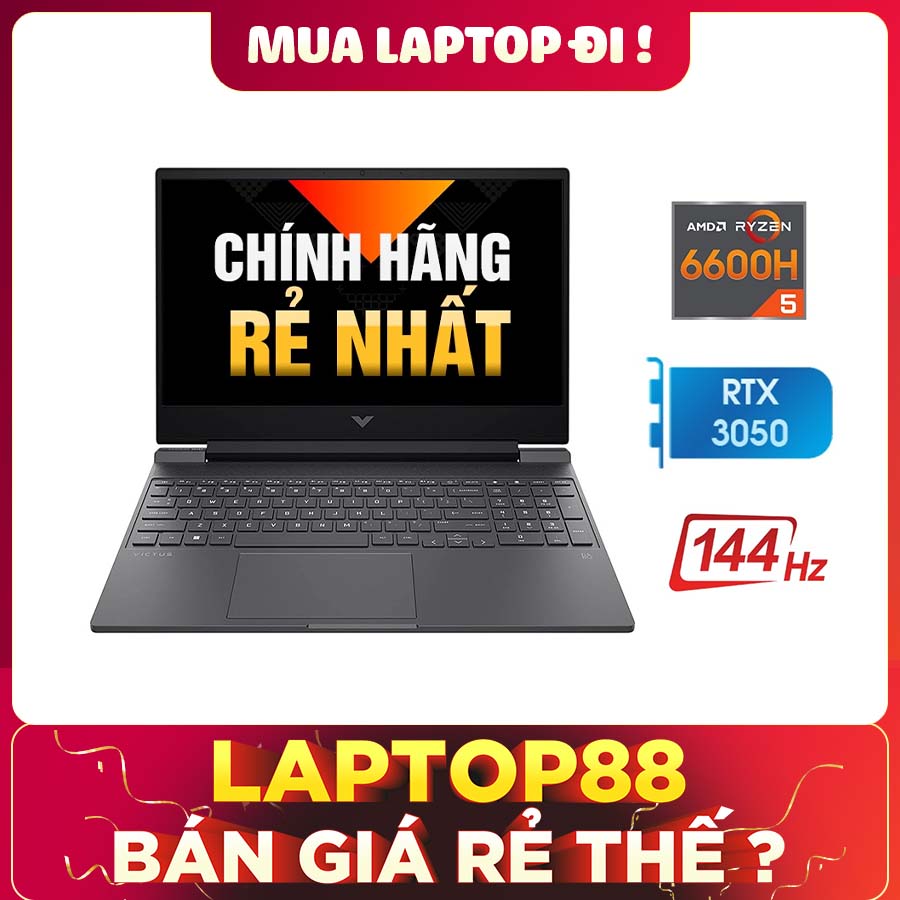 MUA LAPTOP ĐI !
CHÍNH HÃNG
RẺ NHẤT
AMD RYZEN
6600H
5
RTX
3050
144Hz
VICTUS
LAPTOP88
BÁN GIÁ RẺ THẾ ?